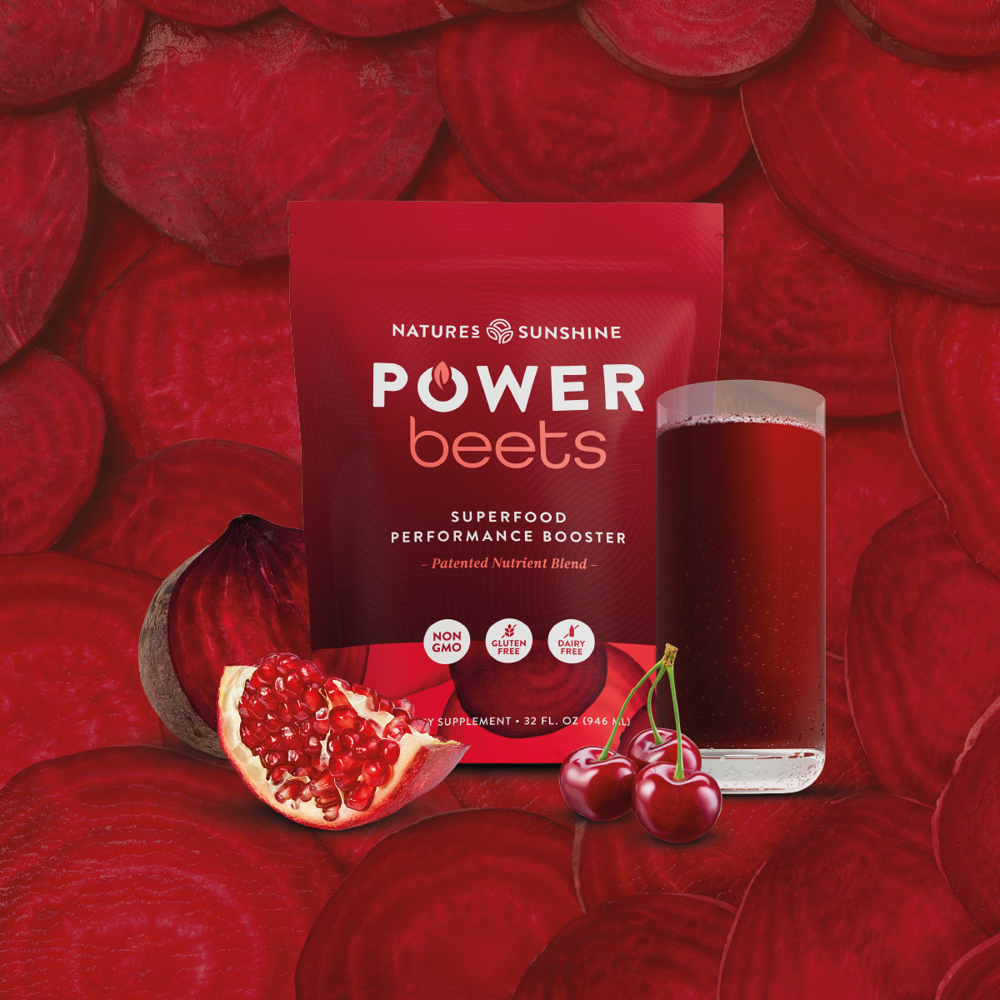 NATURES SUNSHINE
POWER
beets
SUPERFOOD
PERFORMANCE BOOSTER
– Patented Nutrient Blend –
NON
GMO
GLUTEN
FREE
DAIRY
FREE
SUPPLEMENT • 32 FL. OZ (946 ML)